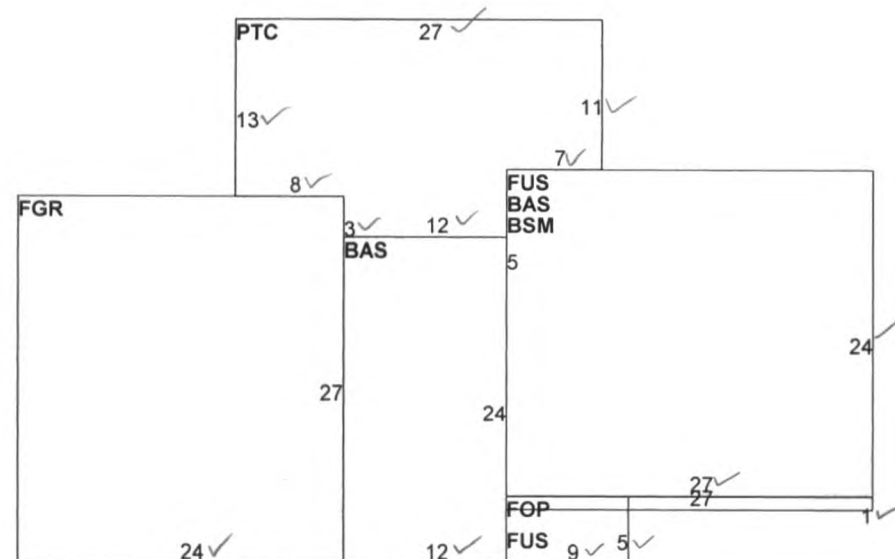 PTC 27
13 11
8 7
FGR FUS
BAS
3 12 BSM
BAS 5
24
27
24
27
27
FOP 1
24 12 FUS 9 5